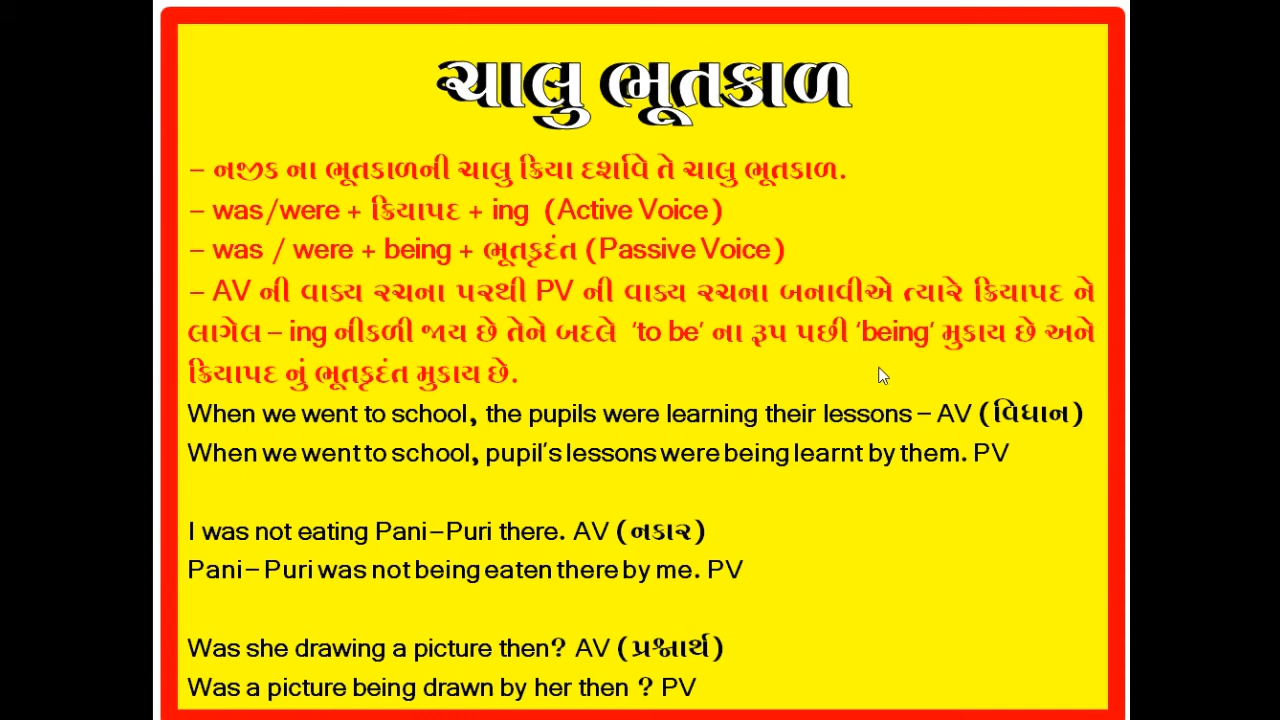 ચાલુ ભૂતકાળ
– નજીક ના ભૂતકાળની ચાલુ ક્રિયા દર્શાવે તે ચાલુ ભૂતકાળ.
– was/were + ક્રિયાપદ + ing (Active Voice)
– was / were + being + ભૂતકૃદંત (Passive Voice)
– AV ની વાક્ય રચના પરથી PV ની વાક્ય રચના બનાવીએ ત્યારે ક્રિયાપદ ને
લાગેલ – ing નીકળી જાય છે તેને બદલે ‘to be’ ના રૂપ પછી ‘being’ મુકાય છે અને
ક્રિયાપદ નું ભૂતકૃદંત મુકાય છે.
When we went to school, the pupils were learning their lessons – AV (વિધાન)
When we went to school, pupil's lessons were being learnt by them. PV
I was not eating Pani–Puri there. AV (નકાર)
Pani – Puri was not being eaten there by me. PV
Was she drawing a picture then? AV (પ્રશ્નાર્થ)
Was a picture being drawn by her then ? PV